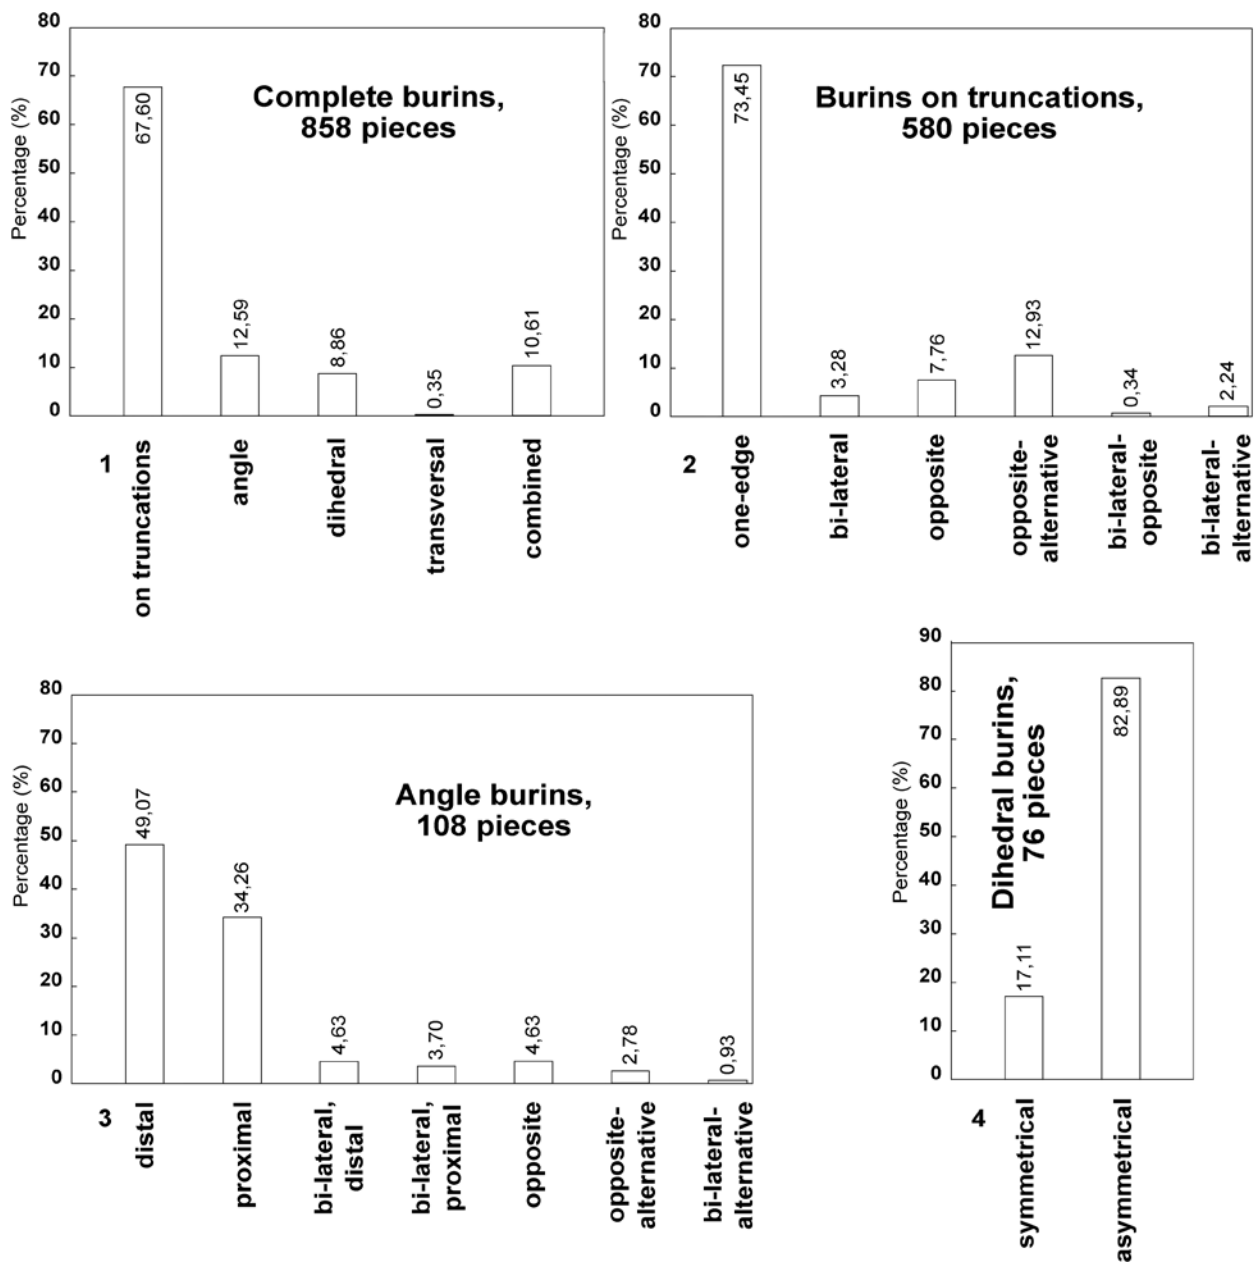 Percentage (%)
80
70
60
50
40
30
20
10
0
Complete burins,
858 pieces
67,60
12,59
8,86
0,35
10,61
1
on truncations
angle
dihedral
transversal
combined
Percentage (%)
80
70
60
50
40
30
20
10
0
Burins on truncations,
580 pieces
73,45
3,28
7,76
12,93
0,34
2,24
2
one-edge
bi-lateral
opposite
opposite-
alternative
bi-lateral-
opposite
bi-lateral-
alternative
Percentage (%)
80
70
60
50
40
30
20
10
0
Angle burins,
108 pieces
49,07
34,26
4,63
3,70
4,63
2,78
0,93
3
distal
proximal
bi-lateral,
distal
bi-lateral,
proximal
opposite
opposite-
alternative
bi-lateral-
alternative
Percentage (%)
90
80
70
60
50
40
30
20
10
0
Dihedral burins,
76 pieces
17,11
82,89
4
symmetrical
asymmetrical